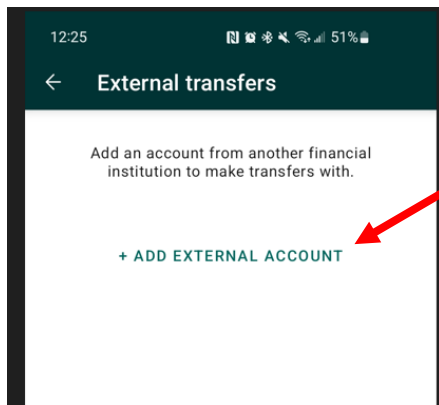 12:25 51%
External transfers
Add an account from another financial
institution to make transfers with.
+ ADD EXTERNAL ACCOUNT